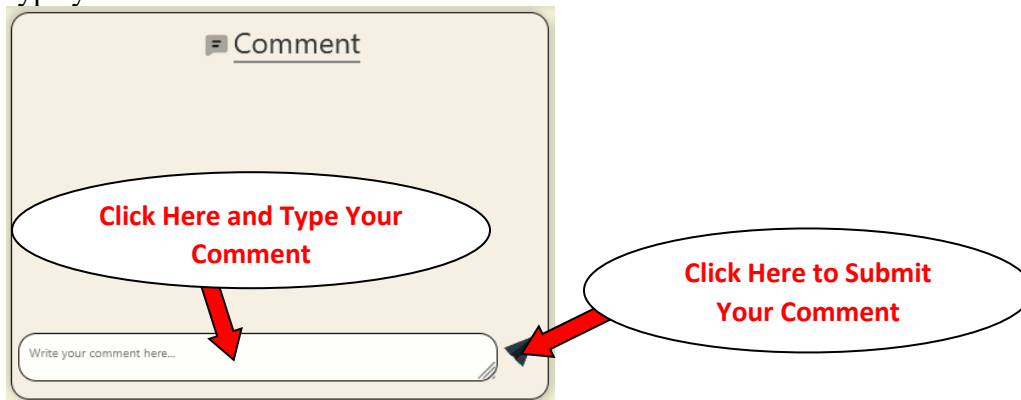 Comment
Click Here and Type Your
Comment
Click Here to Submit
Your Comment
Write your comment here...